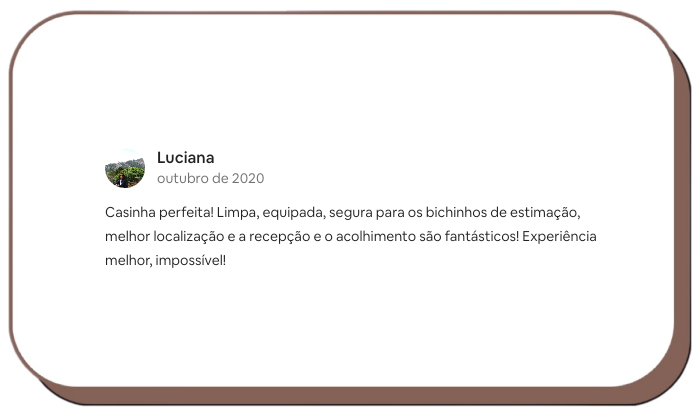 Luciana
outubro de 2020
Casinha perfeita! Limpa, equipada, segura para os bichinhos de estimação,
melhor localização e a recepção e o acolhimento são fantásticos! Experiência
melhor, impossível!